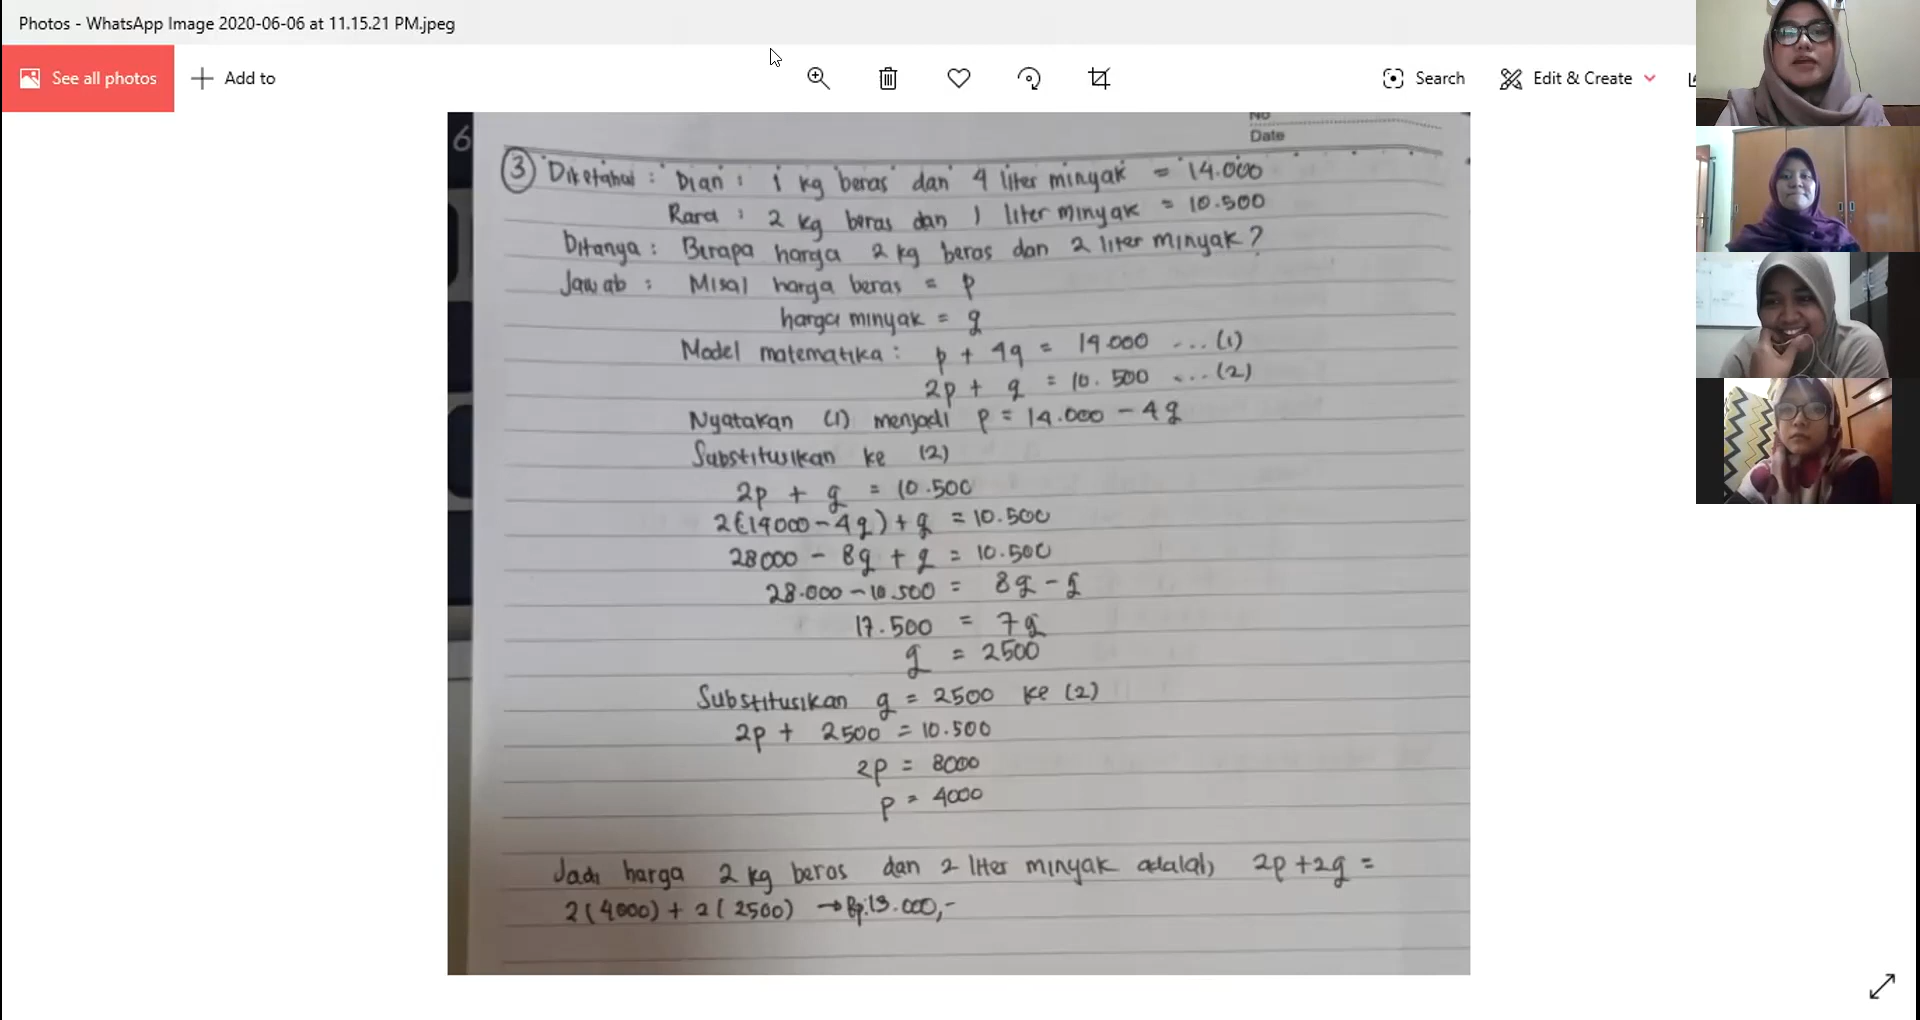 Photos - WhatsApp Image 2020-06-06 at 11.15.21 PM.jpeg
See all photos
Add to
Search
Edit & Create
6
No
Date
3 Diketahui : Dian : 1 kg beras dan 4 liter minyak = 14.000
Rara : 2 kg beras dan 1 liter minyak = 10.500
Ditanya : Berapa harga 2 kg beras dan 2 liter minyak?
Jawab : Misal harga beras = p
harga minyak = q
Model matematika : p + 4q = 14.000 ... (1)
2p + q = 10.500 ... (2)
Nyatakan (1) menjadi p = 14.000 - 4q
Substitusikan ke (2)
2p + q = 10.500
2(14000 - 4q) + q = 10.500
28000 - 8q + q = 10.500
28.000 - 10.500 = 8q - q
17.500 = 7q
q = 2500
Substitusikan q = 2500 ke (2)
2p + 2500 = 10.500
2p = 8000
p = 4000
Jadi harga 2 kg beras dan 2 liter minyak adalah 2p + 2q =
2(4000) + 2(2500) → Rp.13.000,-